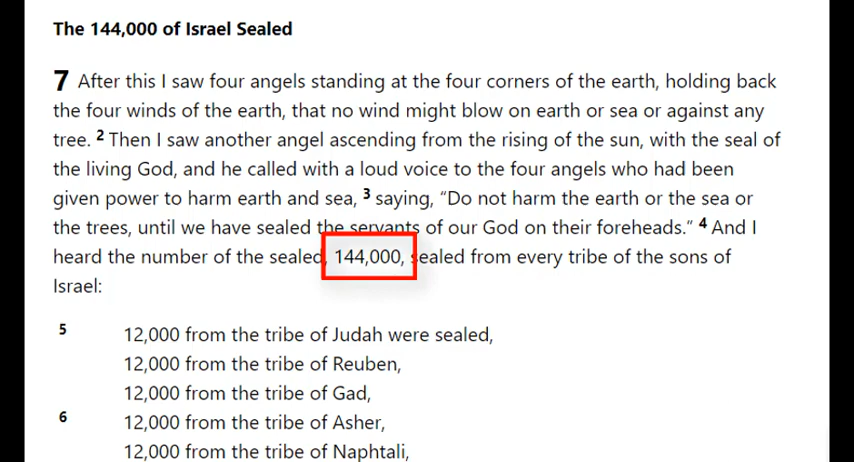 The 144,000 of Israel Sealed
7 After this I saw four angels standing at the four corners of the earth, holding back
the four winds of the earth, that no wind might blow on earth or sea or against any
tree. 2 Then I saw another angel ascending from the rising of the sun, with the seal of
the living God, and he called with a loud voice to the four angels who had been
given power to harm earth and sea, 3 saying, “Do not harm the earth or the sea or
the trees, until we have sealed the servants of our God on their foreheads.” 4 And I
heard the number of the sealed, 144,000, sealed from every tribe of the sons of
Israel:
5 12,000 from the tribe of Judah were sealed,
12,000 from the tribe of Reuben,
12,000 from the tribe of Gad,
6 12,000 from the tribe of Asher,
12,000 from the tribe of Naphtali,